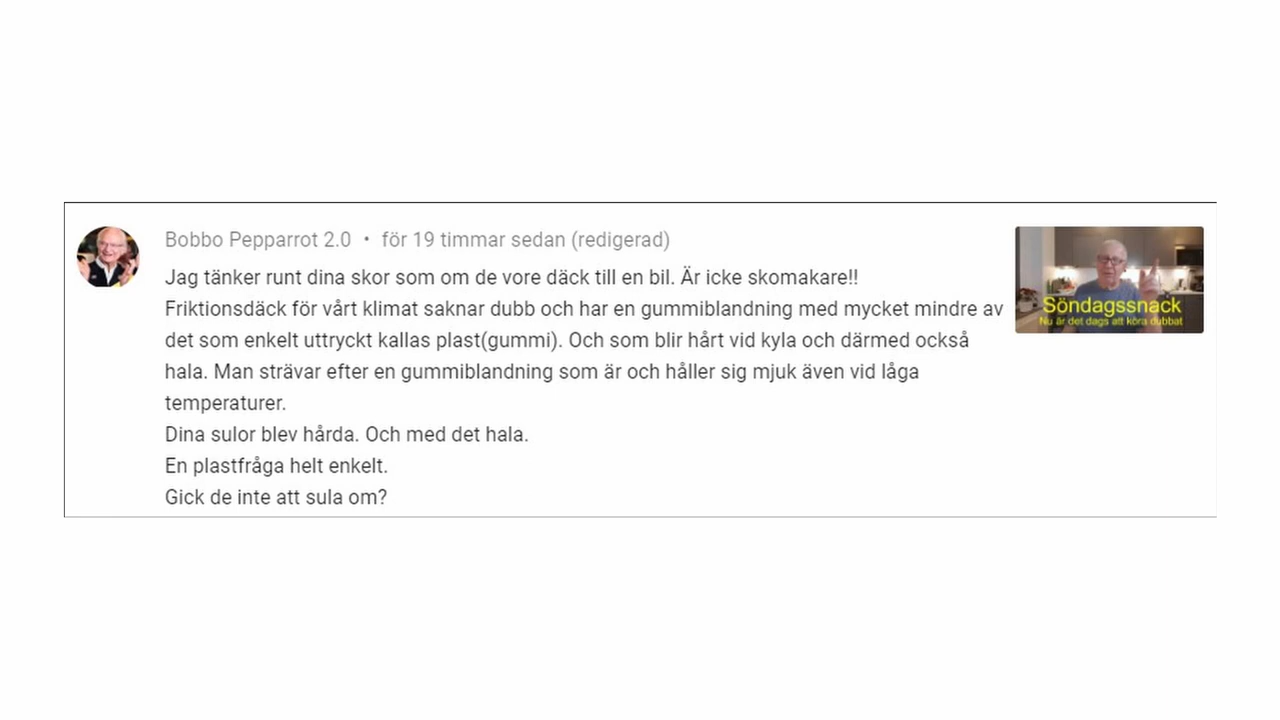 Bobbo Pepparrot 2.0 • för 19 timmar sedan (redigerad)
Jag tänker runt dina skor som om de vore däck till en bil. Är icke skomakare!!
Friktionsdäck för vårt klimat saknar dubb och har en gummiblandning med mycket mindre av
det som enkelt uttryckt kallas plast(gummi). Och som blir hårt vid kyla och därmed också
hala. Man strävar efter en gummiblandning som är och håller sig mjuk även vid låga
temperaturer.
Dina sulor blev hårda. Och med det hala.
En plastfråga helt enkelt.
Gick de inte att sula om?
Söndagssnack
Nu är det dags att köra dubbat